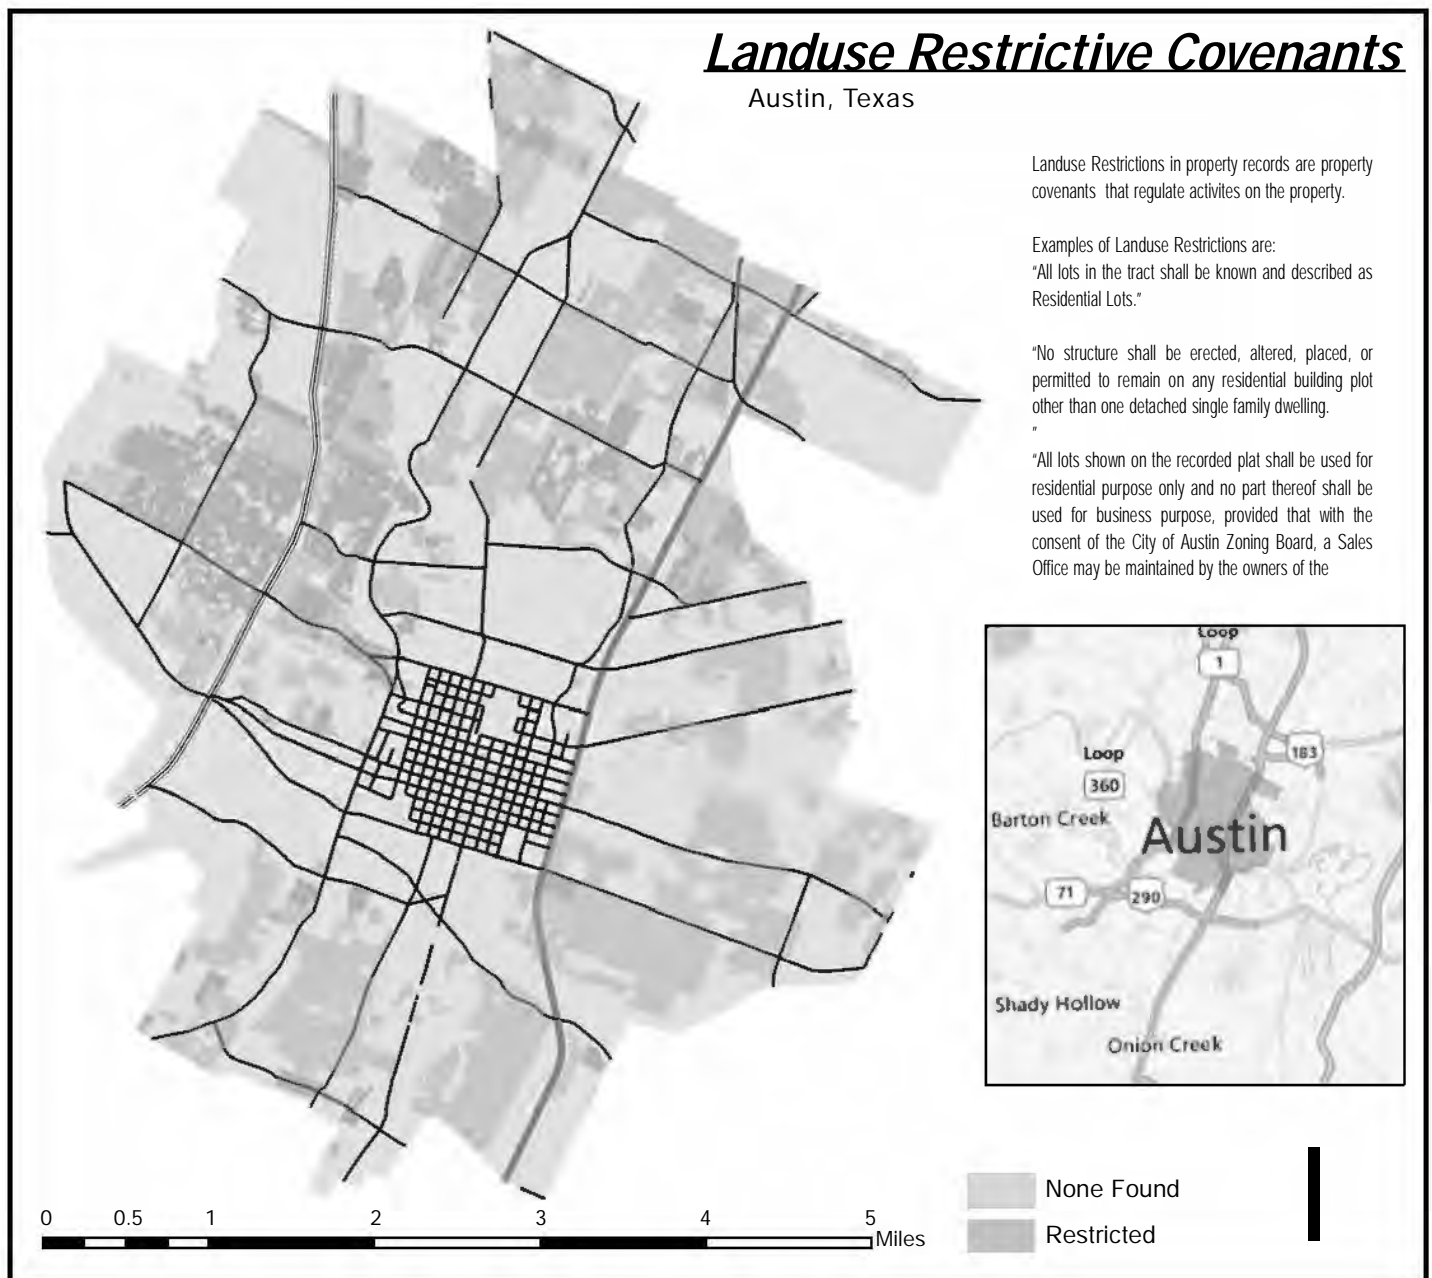 Landuse Restrictive Covenants
Austin, Texas
Landuse Restrictions in property records are property
covenants that regulate activites on the property.
Examples of Landuse Restrictions are:
“All lots in the tract shall be known and described as
Residential Lots.”
“No structure shall be erected, altered, placed, or
permitted to remain on any residential building plot
other than one detached single family dwelling.
”
“All lots shown on the recorded plat shall be used for
residential purpose only and no part thereof shall be
used for business purpose, provided that with the
consent of the City of Austin Zoning Board, a Sales
Office may be maintained by the owners of the
Loop
1
183
Loop
360
Barton Creek
Austin
71
290
Shady Hollow
Onion Creek
None Found
Restricted
0 0.5 1 2 3 4 5
Miles